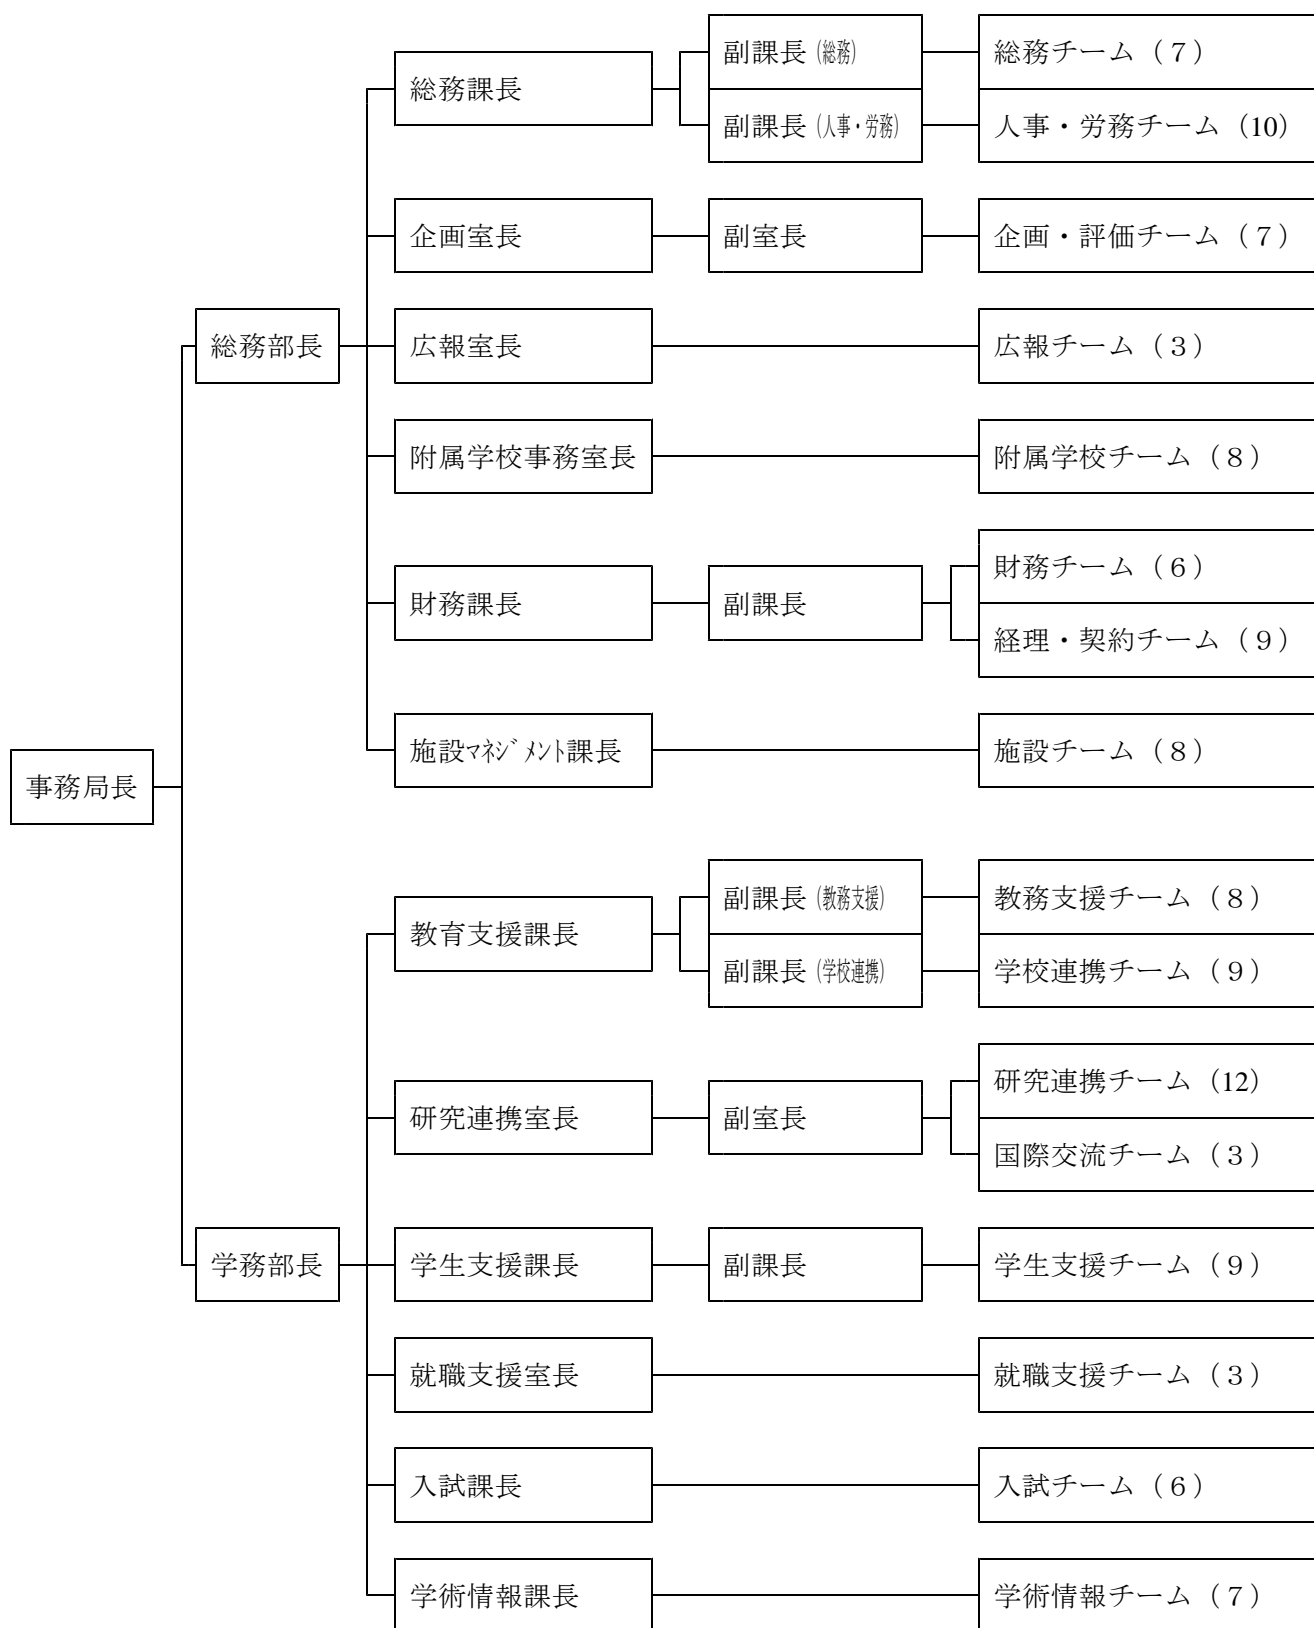 副課長（総務）
総務チーム（７）
総務課長
副課長（人事・労務）
人事・労務チーム（10）
企画室長
副室長
企画・評価チーム（７）
総務部長
広報室長
広報チーム（３）
附属学校事務室長
附属学校チーム（８）
財務チーム（６）
財務課長
副課長
経理・契約チーム（９）
施設ﾏﾈｼﾞﾒﾝﾄ課長
施設チーム（８）
事務局長
副課長（教務支援）
教務支援チーム（８）
教育支援課長
副課長（学校連携）
学校連携チーム（９）
研究連携チーム（12）
研究連携室長
副室長
国際交流チーム（３）
学務部長
学生支援課長
副課長
学生支援チーム（９）
就職支援室長
就職支援チーム（３）
入試課長
入試チーム（６）
学術情報課長
学術情報チーム（７）